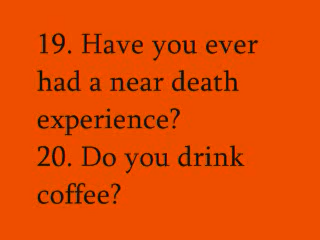 19. Have you ever
had a near death
experience?
20. Do you drink
coffee?